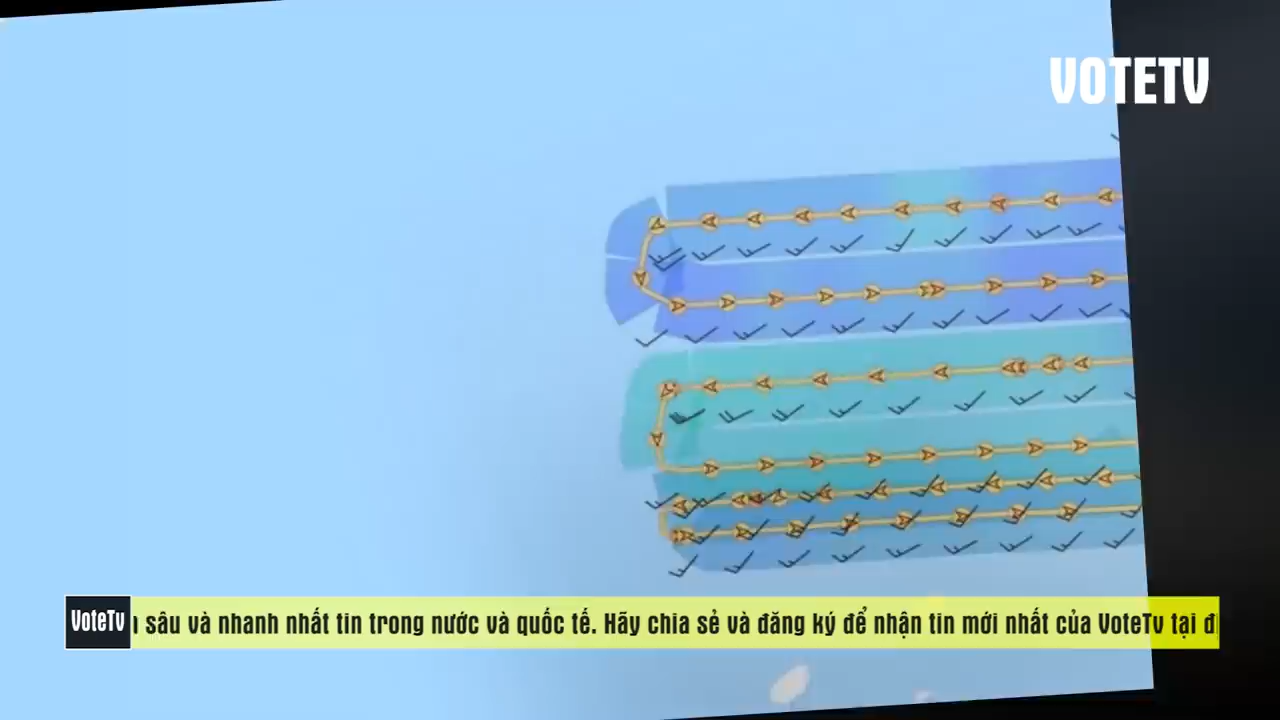 VOTETV
VoteTv
sâu và nhanh nhất tin trong nước và quốc tế. Hãy chia sẻ và đăng ký để nhận tin mới nhất của VoteTv tại